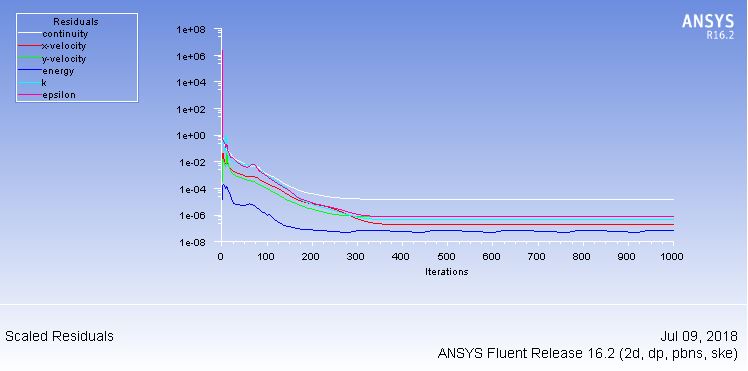 Residuals
continuity
x-velocity
y-velocity
energy
k
epsilon
ANSYS
R16.2
1e+08
1e+06
1e+04
1e+02
1e+00
1e-02
1e-04
1e-06
1e-08
0 100 200 300 400 500 600 700 800 900 1000
Iterations
Scaled Residuals
Jul 09, 2018
ANSYS Fluent Release 16.2 (2d, dp, pbns, ske)